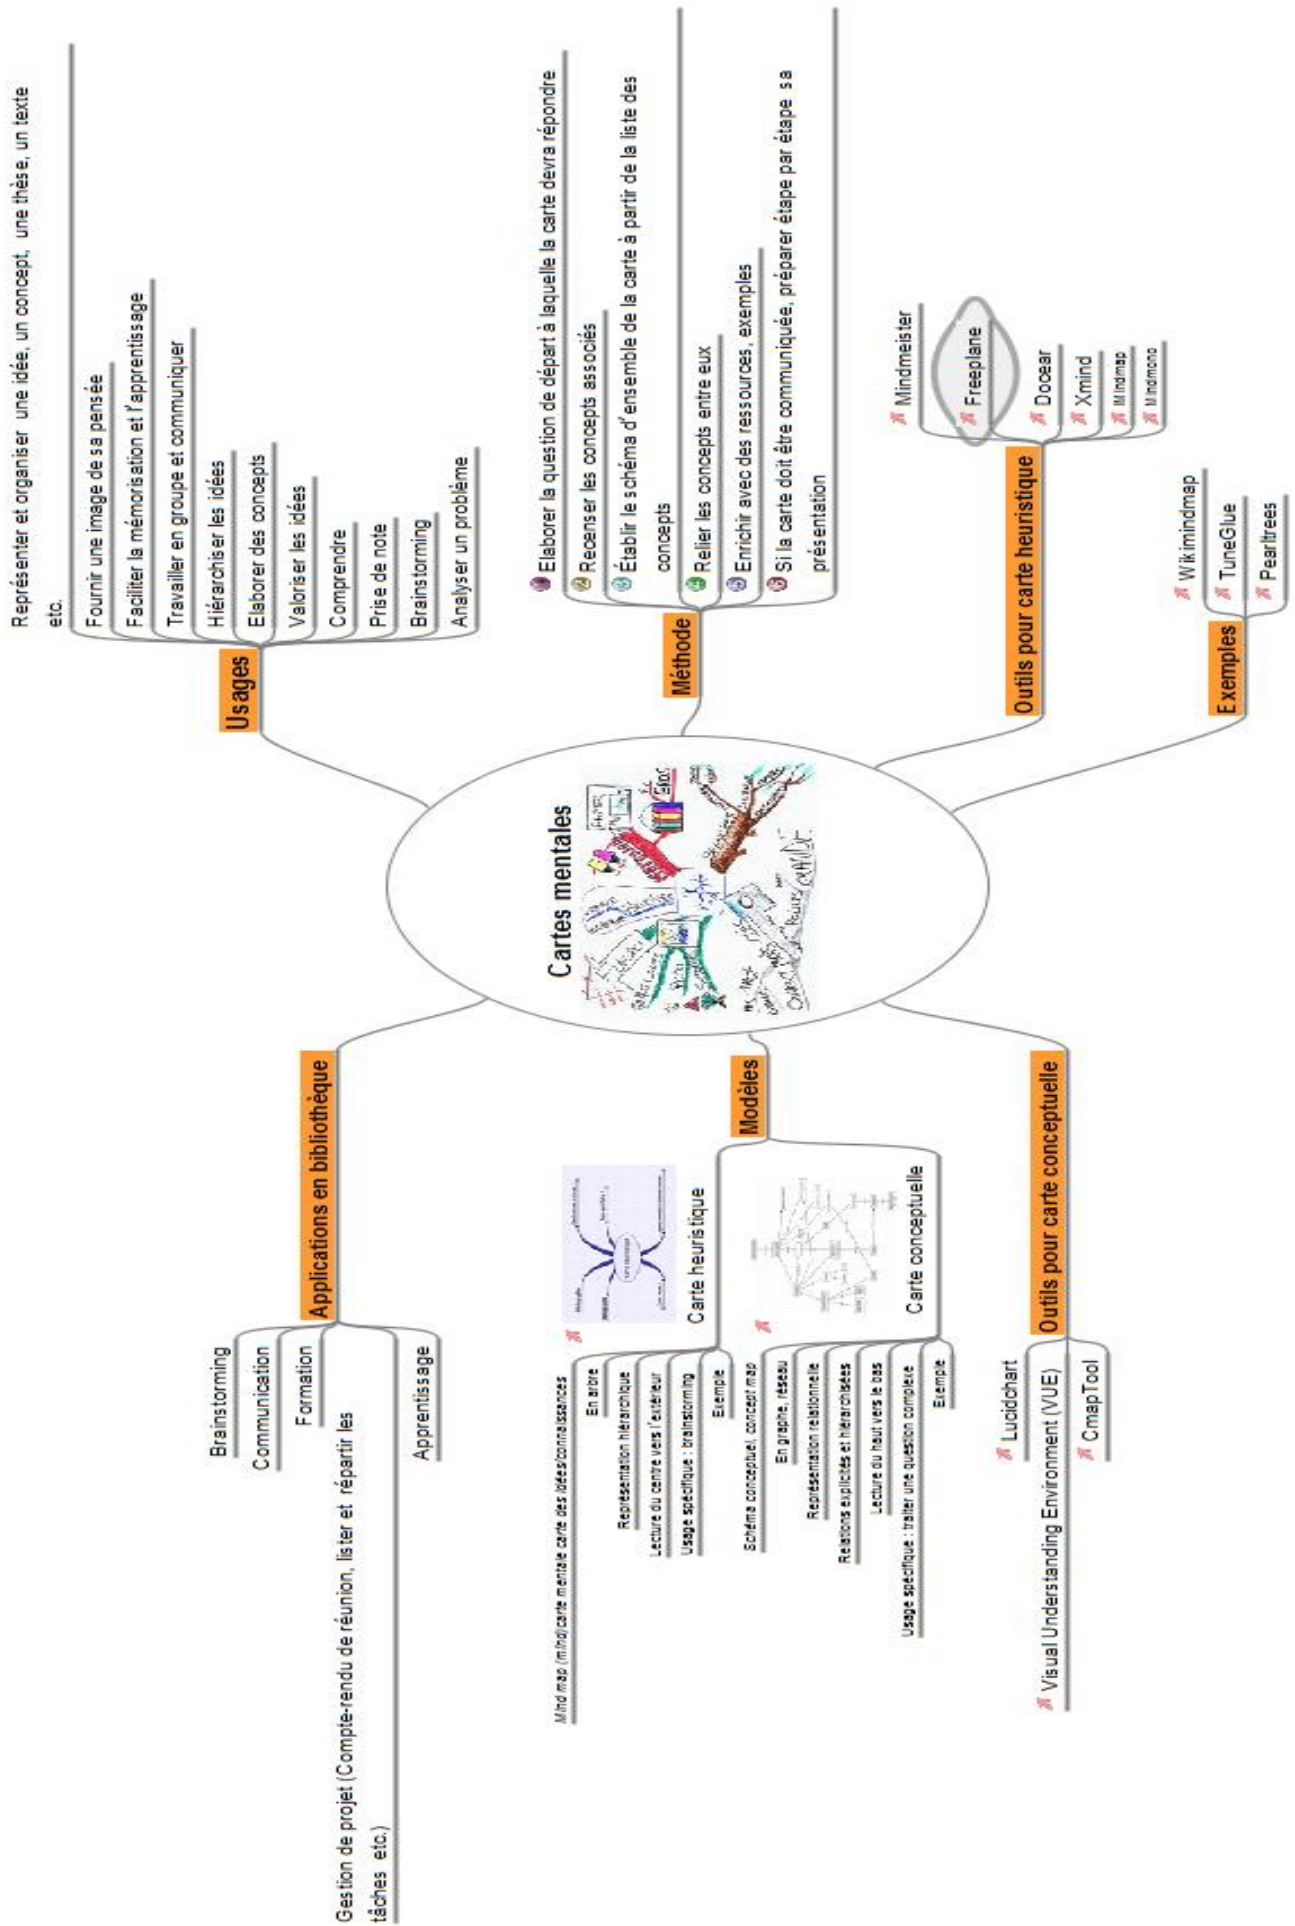 Cartes mentales
Usages
Représenter et organiser une idée, un concept, une thèse, un texte
etc.
Fournir une image de sa pensée
Faciliter la mémorisation et l'apprentissage
Travailler en groupe et communiquer
Hiérarchiser les idées
Elaborer des concepts
Valoriser les idées
Comprendre
Prise de note
Brainstorming
Analyser un problème
Méthode
Elaborer la question de départ à laquelle la carte devra répondre
Recenser les concepts associés
Établir le schéma d'ensemble de la carte à partir de la liste des
concepts
Relier les concepts entre eux
Enrichir avec des ressources, exemples
Si la carte doit être communiquée, préparer étape par étape sa
présentation
Outils pour carte heuristique
Mindmeister
Freeplane
Docear
Xmind
Mindmap
Mindmono
Exemples
Wikimindmap
TuneGlue
Pearltrees
Applications en bibliothèque
Brainstorming
Communication
Formation
Gestion de projet (Compte-rendu de réunion, lister et répartir les
tâches etc.)
Apprentissage
Modèles
Carte heuristique
Mind map (mind) carte mentale carte des idées/connaissances
En arbre
Représentation hiérarchique
Lecture du centre vers l'extérieur
Usage spécifique : brainstorming
Exemple
Carte conceptuelle
Schéma conceptuel, concept map
En graphe, réseau
Représentation relationnelle
Relations explicités et hiérarchisées
Lecture du haut vers le bas
Usage spécifique : traiter une question complexe
Exemple
Outils pour carte conceptuelle
Lucidchart
Visual Understanding Environment (VUE)
CmapTool